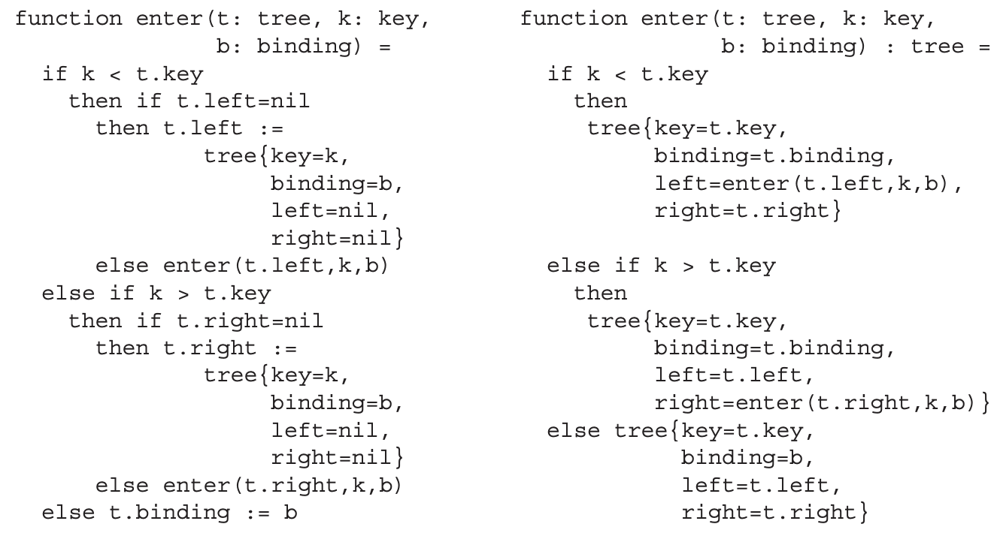 function enter(t: tree, k: key,
               b: binding) =
  if k < t.key
    then if t.left=nil
      then t.left :=
              tree{key=k,
                   binding=b,
                   left=nil,
                   right=nil}
      else enter(t.left,k,b)
  else if k > t.key
    then if t.right=nil
      then t.right :=
              tree{key=k,
                   binding=b,
                   left=nil,
                   right=nil}
      else enter(t.right,k,b)
  else t.binding := b
function enter(t: tree, k: key,
               b: binding) : tree =
  if k < t.key
    then
     tree{key=t.key,
          binding=t.binding,
          left=enter(t.left,k,b),
          right=t.right}
  else if k > t.key
    then
     tree{key=t.key,
          binding=t.binding,
          left=t.left,
          right=enter(t.right,k,b)}
  else tree{key=t.key,
            binding=b,
            left=t.left,
            right=t.right}